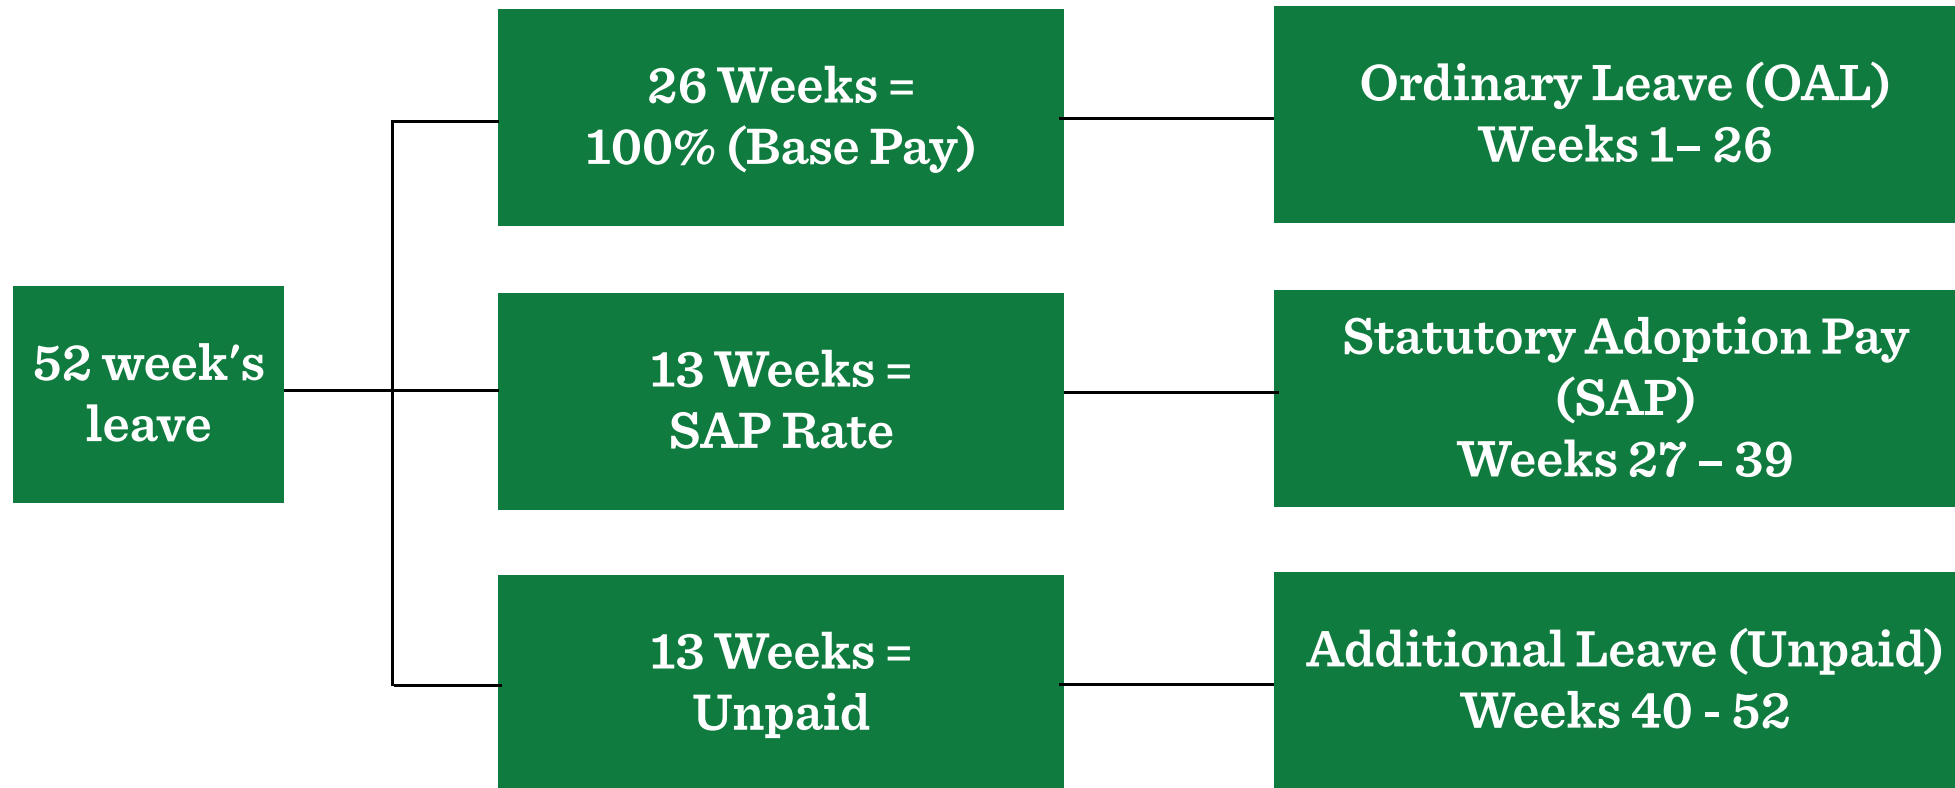 52 week's
leave
26 Weeks =
100% (Base Pay)
Ordinary Leave (OAL)
Weeks 1– 26
13 Weeks =
SAP Rate
Statutory Adoption Pay
(SAP)
Weeks 27 – 39
13 Weeks =
Unpaid
Additional Leave (Unpaid)
Weeks 40 - 52